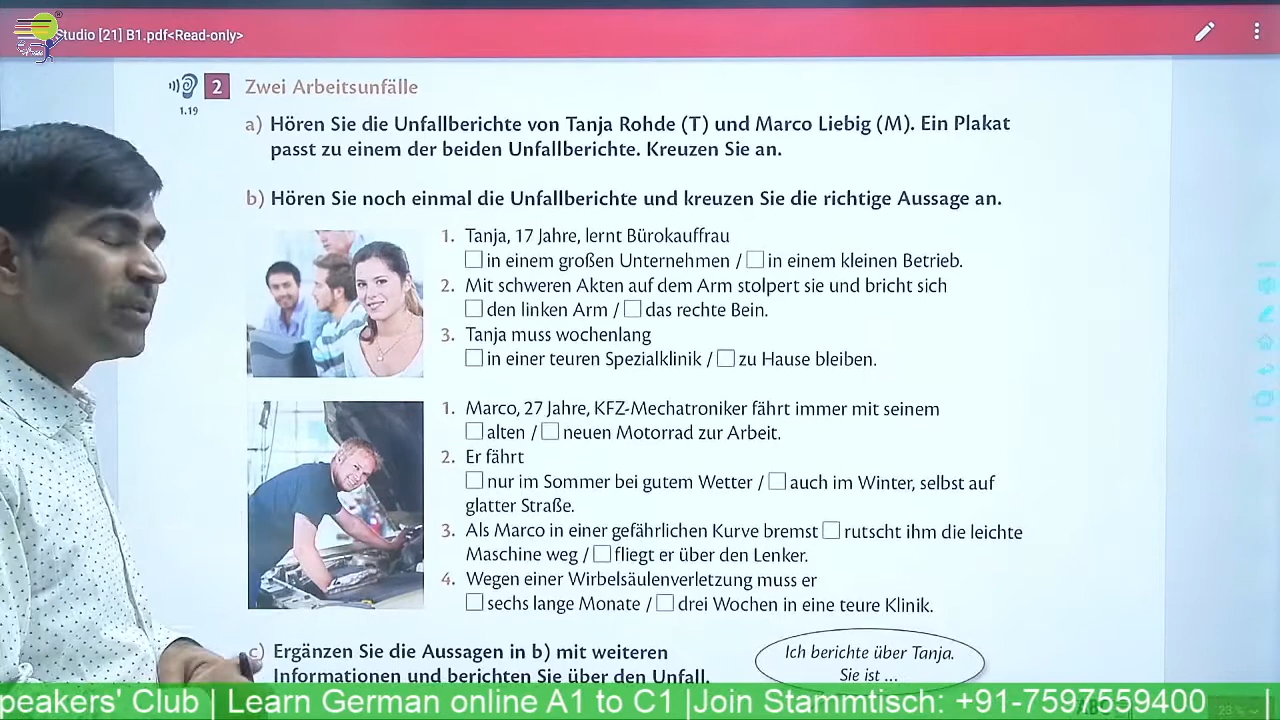 Studio [21] B1.pdf<Read-only>
2 Zwei Arbeitsunfälle
1.19
a) Hören Sie die Unfallberichte von Tanja Rohde (T) und Marco Liebig (M). Ein Plakat
passt zu einem der beiden Unfallberichte. Kreuzen Sie an.
b) Hören Sie noch einmal die Unfallberichte und kreuzen Sie die richtige Aussage an.
1. Tanja, 17 Jahre, lernt Bürokauffrau
in einem großen Unternehmen / in einem kleinen Betrieb.
2. Mit schweren Akten auf dem Arm stolpert sie und bricht sich
den linken Arm / das rechte Bein.
3. Tanja muss wochenlang
in einer teuren Spezialklinik / zu Hause bleiben.
1. Marco, 27 Jahre, KFZ-Mechatroniker fährt immer mit seinem
alten / neuen Motorrad zur Arbeit.
2. Er fährt
nur im Sommer bei gutem Wetter / auch im Winter, selbst auf
glatter Straße.
3. Als Marco in einer gefährlichen Kurve bremst rutscht ihm die leichte
Maschine weg / fliegt er über den Lenker.
4. Wegen einer Wirbelsäulenverletzung muss er
sechs lange Monate / drei Wochen in eine teure Klinik.
c) Ergänzen Sie die Aussagen in b) mit weiteren
Informationen und berichten Sie über den Unfall.
Ich berichte über Tanja.
Sie ist ...
peakers' Club | Learn German online A1 to C1 |Join Stammtisch: +91-7597559400 |